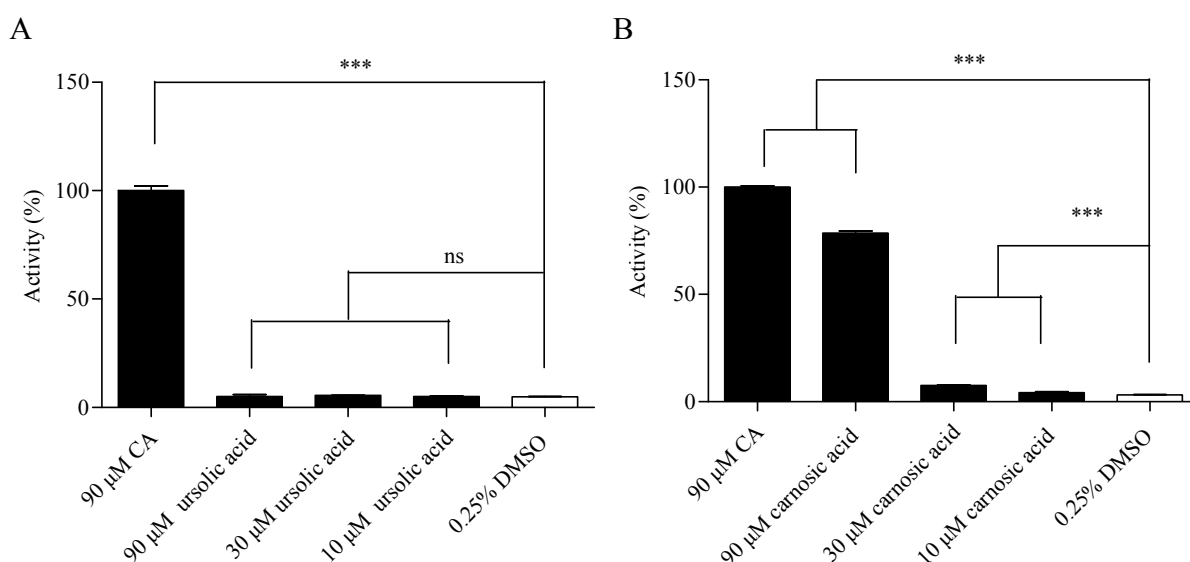 A
Activity (%)
150
100
50
0
***
ns
90 µM CA
90 µM ursolic acid
30 µM ursolic acid
10 µM ursolic acid
0.25% DMSO
B
Activity (%)
150
100
50
0
***
***
90 µM CA
90 µM carnosic acid
30 µM carnosic acid
10 µM carnosic acid
0.25% DMSO